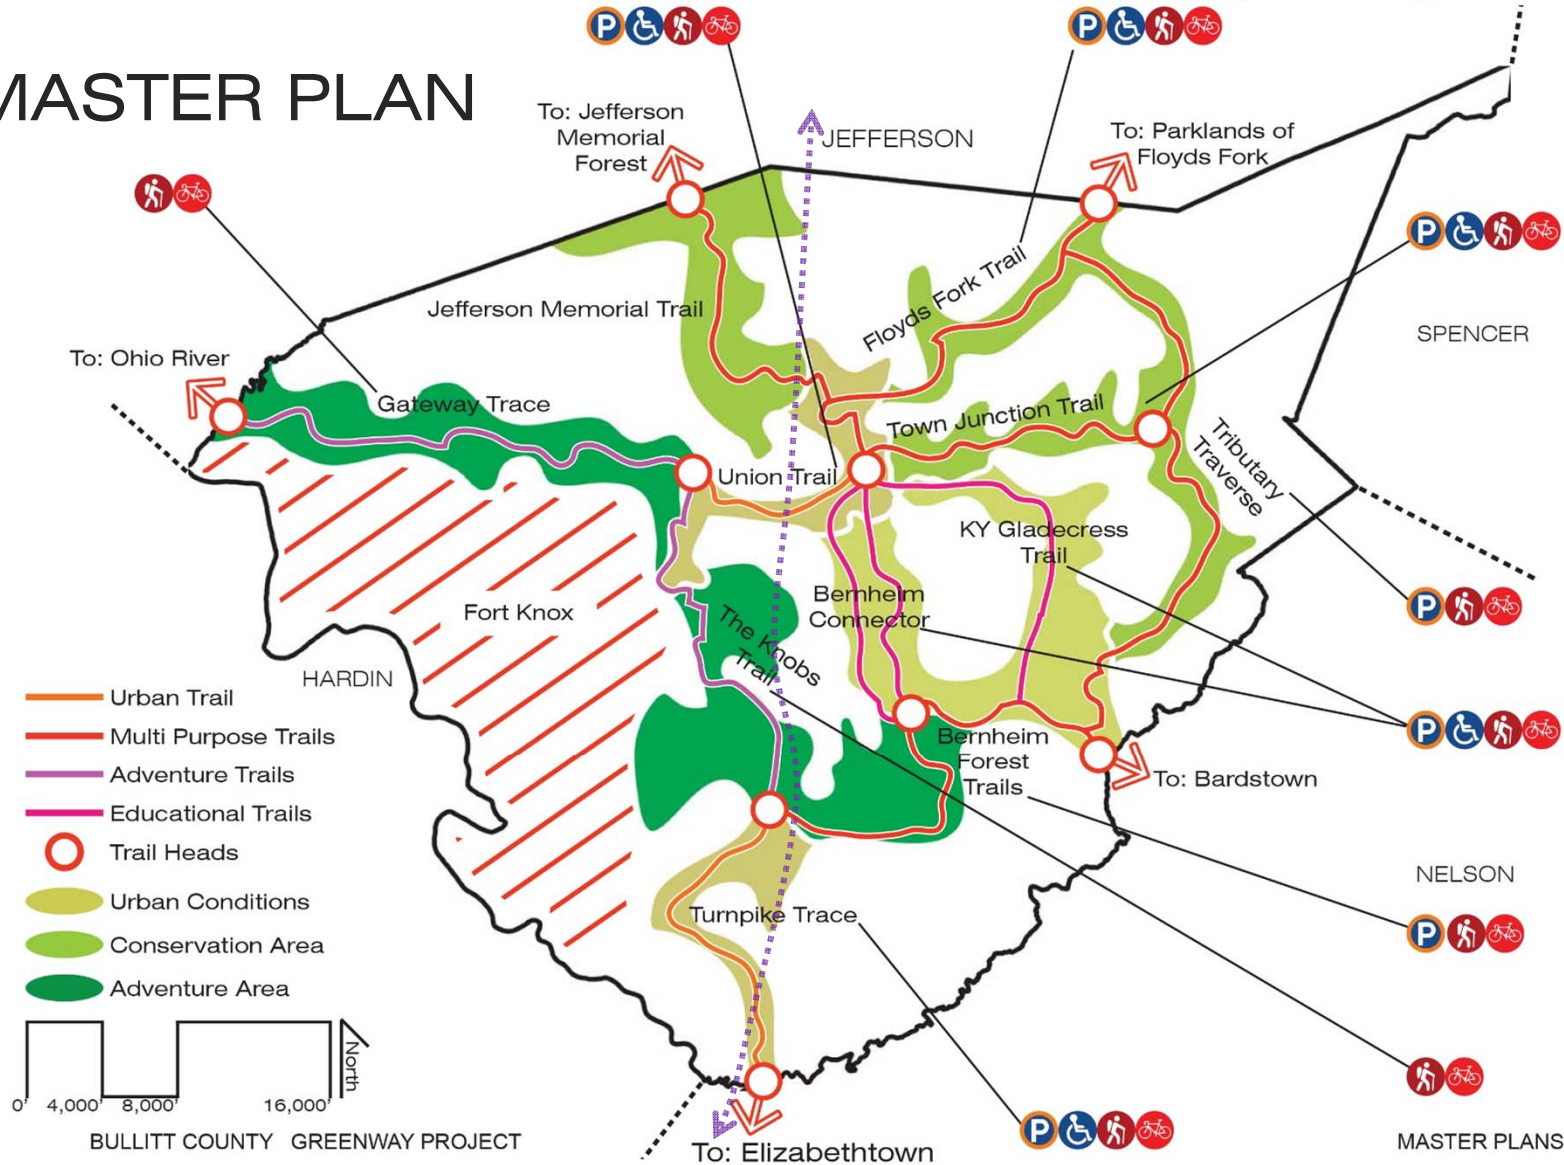 P
P
MASTER PLAN
To: Jefferson
Memorial
Forest
JEFFERSON
To: Parklands of
Floyds Fork
P
Floyds Fork Trail
Jefferson Memorial Trail
SPENCER
To: Ohio River
Gateway Trace
Town Junction Trail
Union Trail
Tributary
Traverse
KY Gladecress
Trail
Fort Knox
Bernheim
Connector
P
The Knobs
Trail
HARDIN
Urban Trail
Multi Purpose Trails
Adventure Trails
Educational Trails
Trail Heads
Urban Conditions
Conservation Area
Adventure Area
P
Bernheim
Forest
Trails
To: Bardstown
NELSON
Turnpike Trace
P
North
0' 4,000' 8,000' 16,000'
P
BULLITT COUNTY GREENWAY PROJECT
To: Elizabethtown
MASTER PLANS